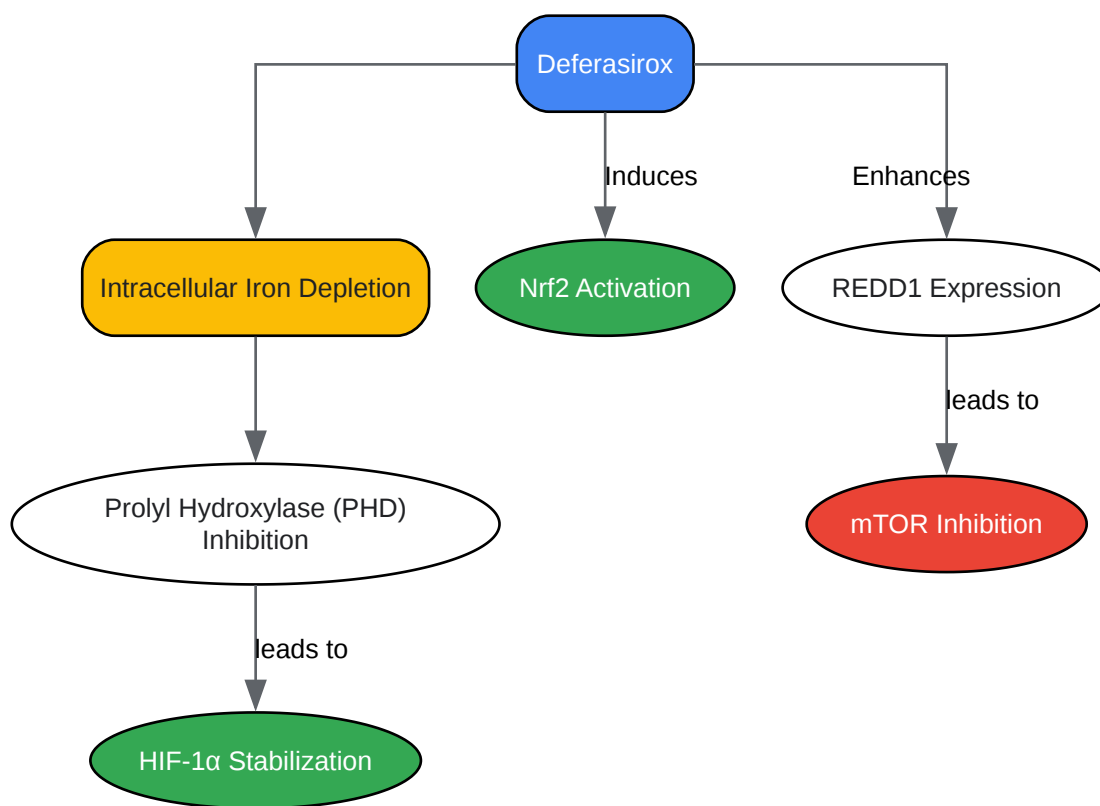 Deferasirox
Induces
Enhances
Intracellular Iron Depletion
Nrf2 Activation
REDD1 Expression
leads to
Prolyl Hydroxylase (PHD)
Inhibition
mTOR Inhibition
leads to
HIF-1α Stabilization